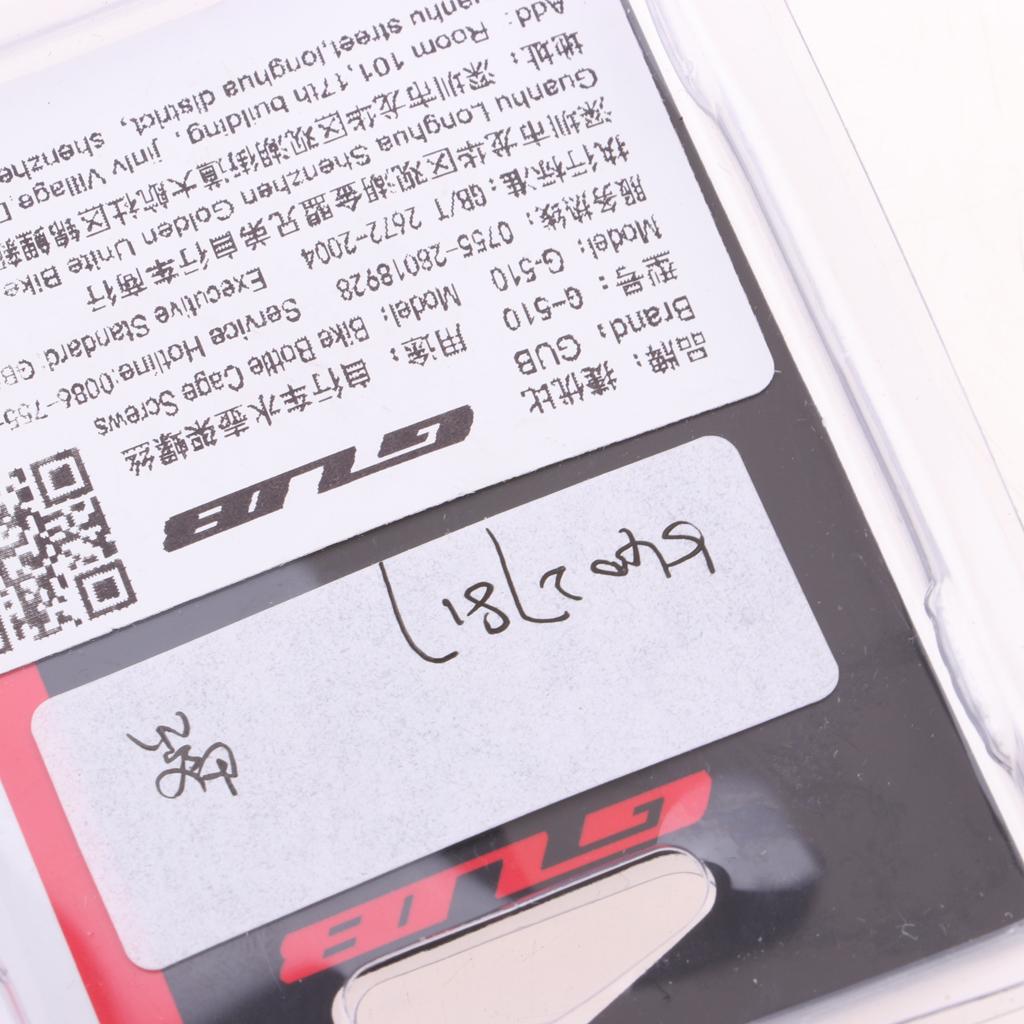 GUB
GUB
品牌: 捷优比
Brand: GUB
型号: G-510 用途: 自行车水壶架螺丝
Model: G-510 Model: Bike Bottle Cage Screws
服务热线: 0755-28018928 Service Hotline:0086-755-
执行标准: GB/T 2672-2004 Executive Standard GB
深圳市龙华区观湖金盟兄弟自行车商行
Guanhu Longhua Shenzhen Golden Unite Bike
地址: 深圳市龙华区观湖街道大航社区锦鲤新
Add: Room 101,17th building, jinlv Village,
uanhu street,longhua district, shenzhe